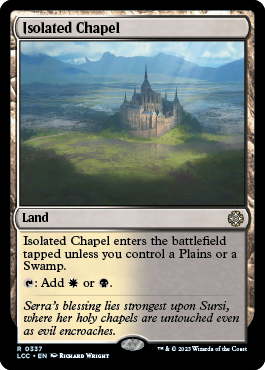 Isolated Chapel
Land
Isolated Chapel enters the battlefield
tapped unless you control a Plains or a
Swamp.
: Add or .
Serra's blessing lies strongest upon Sursi,
where her holy chapels are untouched even
as evil encroaches.
R 0337
LCC • EN Richard Wright
™ & © 2023 Wizards of the Coast